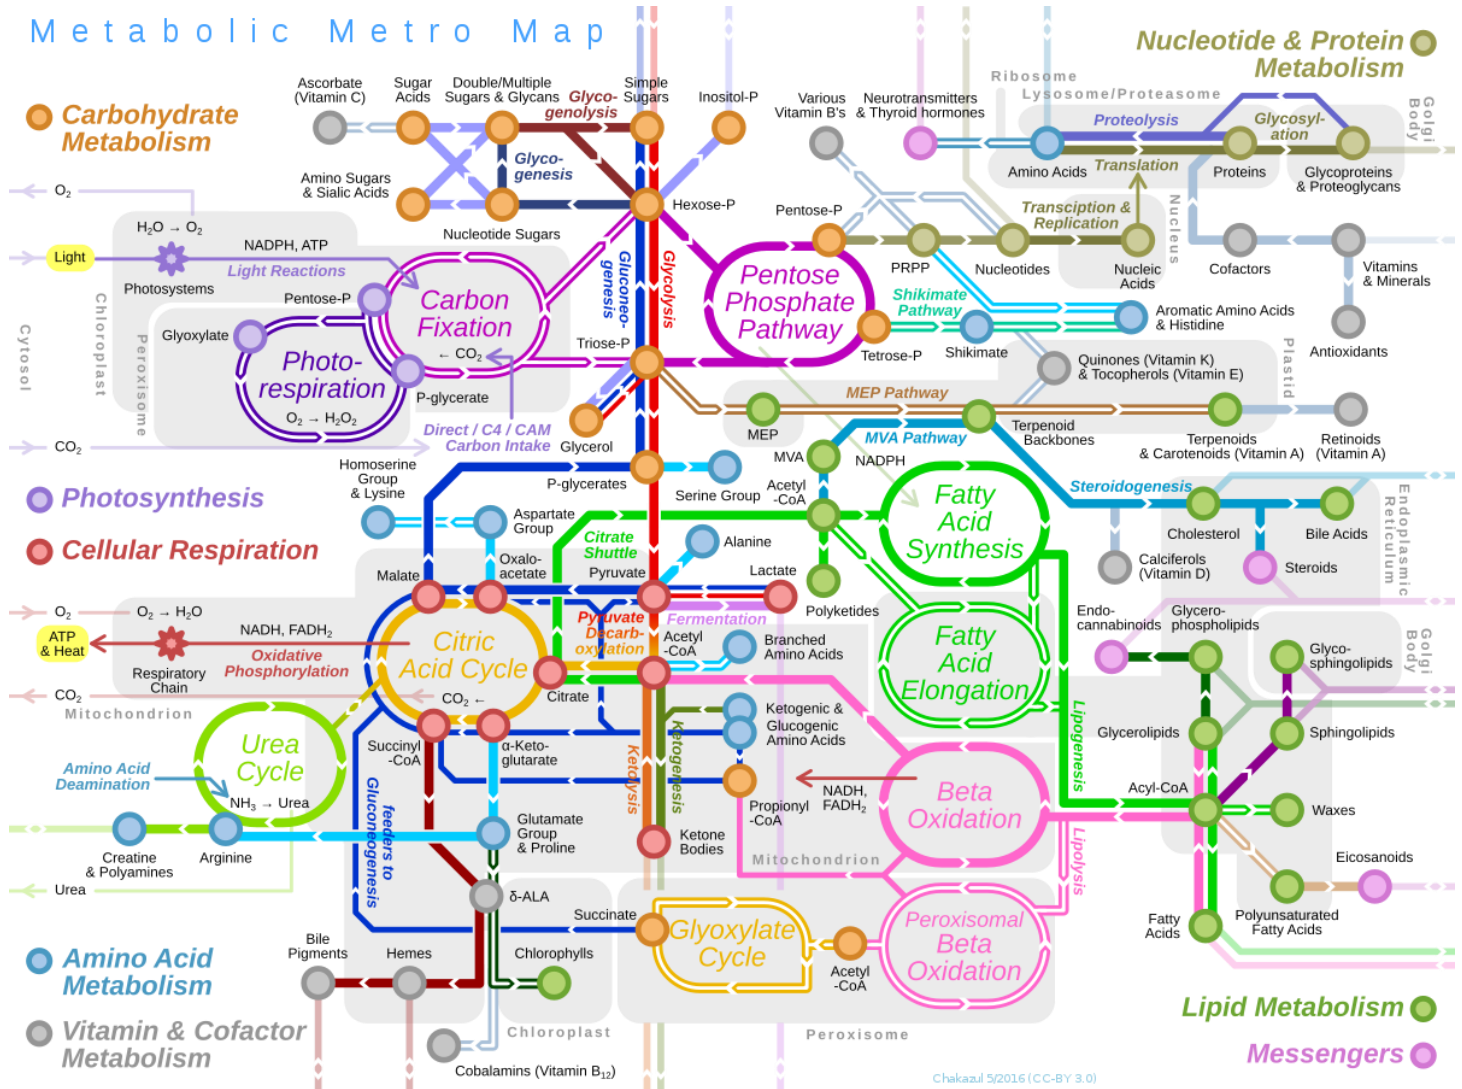 Metabolic Metro Map
Nucleotide & Protein
Metabolism
Carbohydrate
Metabolism
Ascorbate
(Vitamin C)
Sugar
Acids
Double/Multiple
Sugars & Glycans
Glyco-
genolysis
Simple
Sugars
Inositol-P
Various
Vitamin B's
Neurotransmitters
& Thyroid hormones
Ribosome
Lysosome/Proteasome
Proteolysis
Glycosyl-
ation
Golgi
Body
Glyco-
genesis
Amino Sugars
& Sialic Acids
Nucleotide Sugars
Hexose-P
Amino Acids
Translation
Proteins
Glycoproteins
& Proteoglycans
Pentose-P
Transciption &
Replication
Nucleus
PRPP
Nucleotides
Nucleic
Acids
Cofactors
Vitamins
& Minerals
O₂
H₂O → O₂
Light
NADPH, ATP
Light Reactions
Photosystems
Pentose-P
Carbon
Fixation
← CO₂
Glyoxylate
Photo-
respiration
O₂ → H₂O₂
P-glycerate
Direct / C4 / CAM
Carbon Intake
Cytosol
Chloroplast
Peroxisome
CO₂
Gluconeo-
genesis
Glycolysis
Triose-P
Glycerol
Pentose
Phosphate
Pathway
Shikimate
Pathway
Tetrose-P
Shikimate
Aromatic Amino Acids
& Histidine
Antioxidants
Quinones (Vitamin K)
& Tocopherols (Vitamin E)
Plastid
MEP Pathway
MEP
MVA Pathway
Terpenoid
Backbones
Terpenoids
& Carotenoids (Vitamin A)
Retinoids
(Vitamin A)
MVA
NADPH
Acetyl
-CoA
Homoserine
Group
& Lysine
P-glycerates
Serine Group
Photosynthesis
Cellular Respiration
Aspartate
Group
Citrate
Shuttle
Alanine
Fatty
Acid
Synthesis
Steroidogenesis
Cholesterol
Bile Acids
Endoplasmic
Reticulum
Calciferols
(Vitamin D)
Steroids
Malate
Oxalo-
acetate
Pyruvate
Lactate
Polyketides
Fermentation
Pyruvate
Decarb-
oxylation
Acetyl
-CoA
Branched
Amino Acids
O₂
O₂ → H₂O
ATP
& Heat
NADH, FADH₂
Oxidative
Phosphorylation
Respiratory
Chain
CO₂
Mitochondrion
Citric
Acid Cycle
CO₂ ←
Citrate
Fatty
Acid
Elongation
Endo-
cannabinoids
Glycero-
phospholipids
Glyco-
sphingolipids
Golgi
Body
Glycerolipids
Sphingolipids
Lipogenesis
Urea
Cycle
Amino Acid
Deamination
NH₃ → Urea
Succinyl
-CoA
α-Keto-
glutarate
Ketogenic &
Glucogenic
Amino Acids
Ketolysis
Ketogenesis
Propionyl
-CoA
NADH,
FADH₂
Beta
Oxidation
Acyl-CoA
Waxes
Eicosanoids
Polyunsaturated
Fatty Acids
Fatty
Acids
Lipolysis
Mitochondrion
Creatine
& Polyamines
Arginine
Urea
feeders to
Gluconeogenesis
Glutamate
Group
& Proline
Ketone
Bodies
δ-ALA
Succinate
Glyoxylate
Cycle
Acetyl
-CoA
Peroxisomal
Beta
Oxidation
Peroxisome
Amino Acid
Metabolism
Bile
Pigments
Hemes
Chlorophylls
Chloroplast
Vitamin & Cofactor
Metabolism
Cobalamins (Vitamin B₁₂)
Lipid Metabolism
Messengers
Chakazul 5/2016 (CC-BY 3.0)